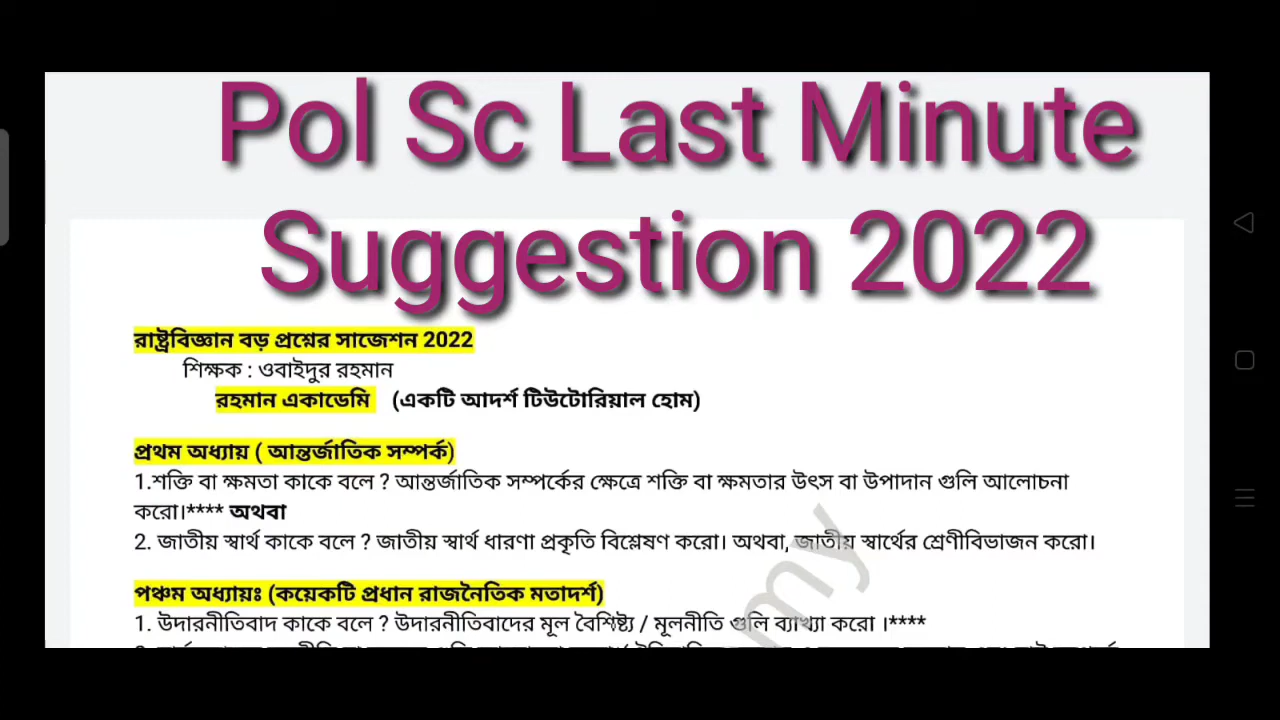 Pol Sc Last Minute
Suggestion 2022
রাষ্ট্রবিজ্ঞান বড় প্রশ্নের সাজেশন 2022
শিক্ষক : ওবাইদুর রহমান
রহমান একাডেমি (একটি আদর্শ টিউটোরিয়াল হোম)
প্রথম অধ্যায় ( আন্তর্জাতিক সম্পর্ক)
1.শক্তি বা ক্ষমতা কাকে বলে ? আন্তর্জাতিক সম্পর্কের ক্ষেত্রে শক্তি বা ক্ষমতার উৎস বা উপাদান গুলি আলোচনা
করো।**** অথবা
2. জাতীয় স্বার্থ কাকে বলে ? জাতীয় স্বার্থ ধারণা প্রকৃতি বিশ্লেষণ করো। অথবা, জাতীয় স্বার্থের শ্রেণীবিভাজন করো।
পঞ্চম অধ্যায়ঃ (কয়েকটি প্রধান রাজনৈতিক মতাদর্শ)
1. উদারনীতিবাদ কাকে বলে ? উদারনীতিবাদের মূল বৈশিষ্ট্য / মূলনীতি গুলি ব্যাখ্যা করো ।****
my